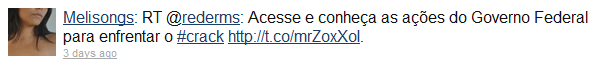 Melisongs: RT @rederms: Acesse e conheça as ações do Governo Federal
para enfrentar o #crack http://t.co/mrZoxXol.
3 days ago